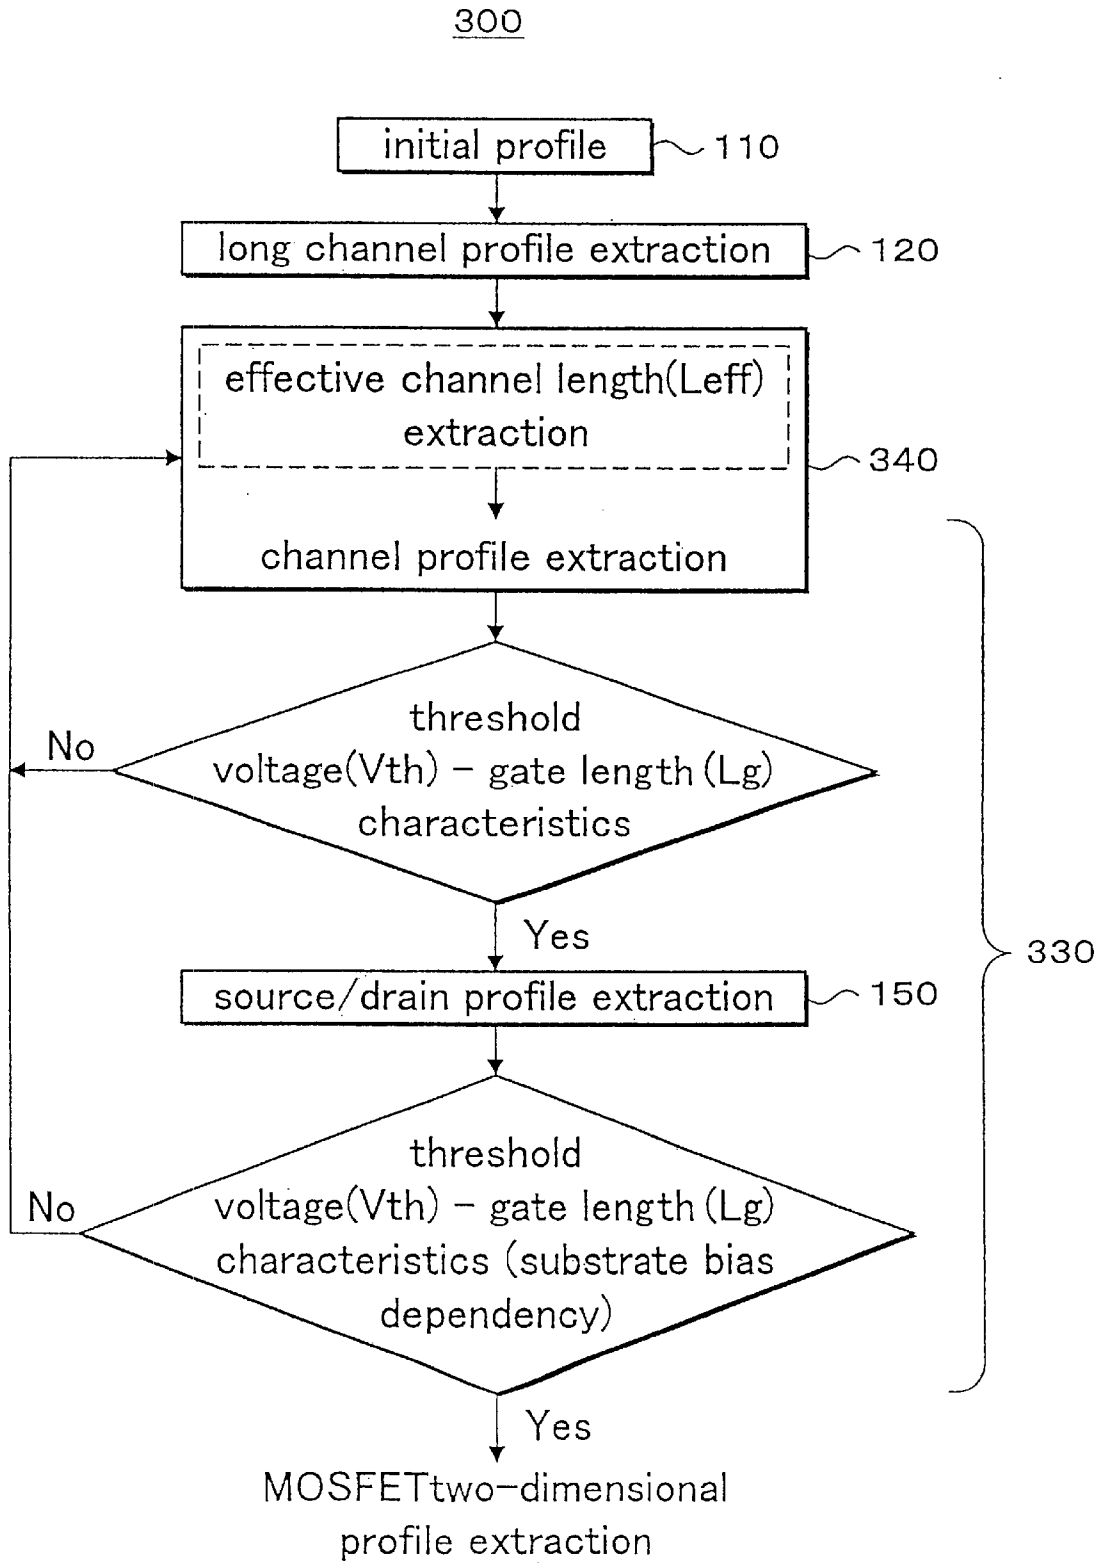 300
initial profile
110
long channel profile extraction
120
effective channel length(Leff)
extraction
340
channel profile extraction
threshold
voltage(Vth) – gate length (Lg)
characteristics
No
Yes
330
source/drain profile extraction
150
threshold
voltage(Vth) – gate length (Lg)
characteristics (substrate bias
dependency)
No
Yes
MOSFETtwo-dimensional
profile extraction